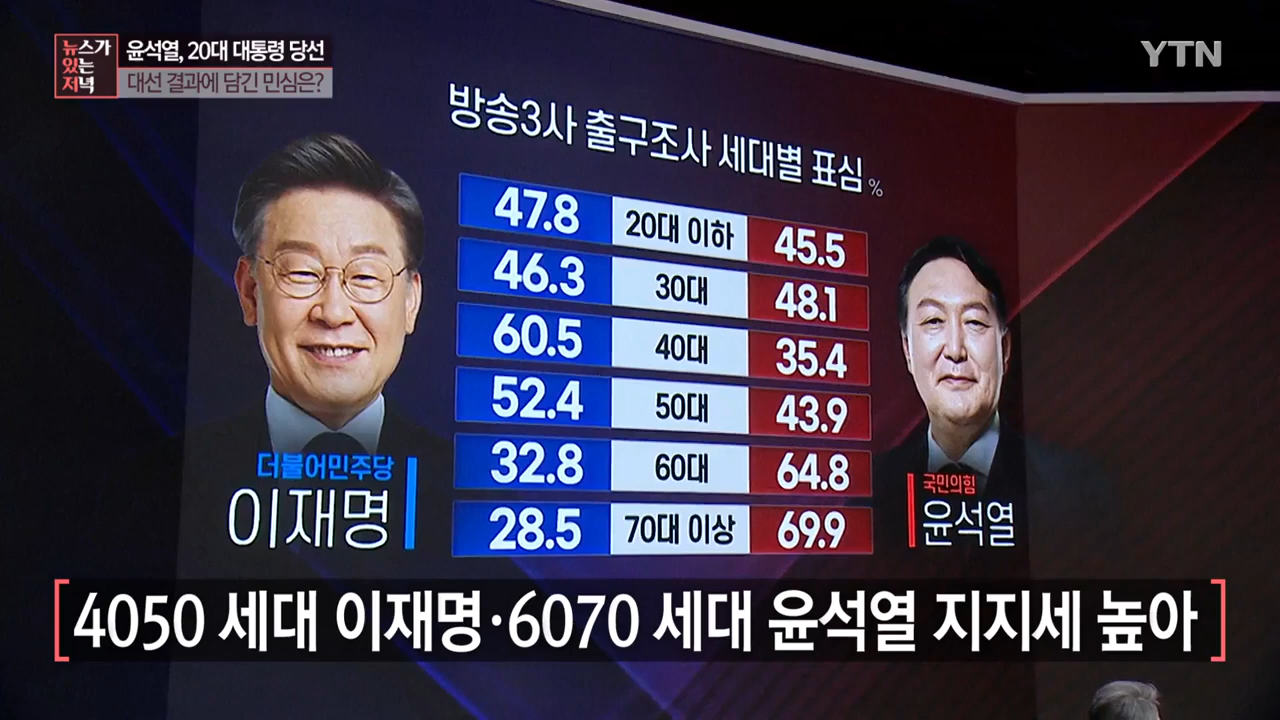 뉴스가
있는
저녁
윤석열, 20대 대통령 당선
대선 결과에 담긴 민심은?
YTN
방송3사 출구조사 세대별 표심 %
47.8 20대 이하 45.5
46.3 30대 48.1
60.5 40대 35.4
52.4 50대 43.9
32.8 60대 64.8
28.5 70대 이상 69.9
더불어민주당
이재명
국민의힘
윤석열
4050 세대 이재명·6070 세대 윤석열 지지세 높아